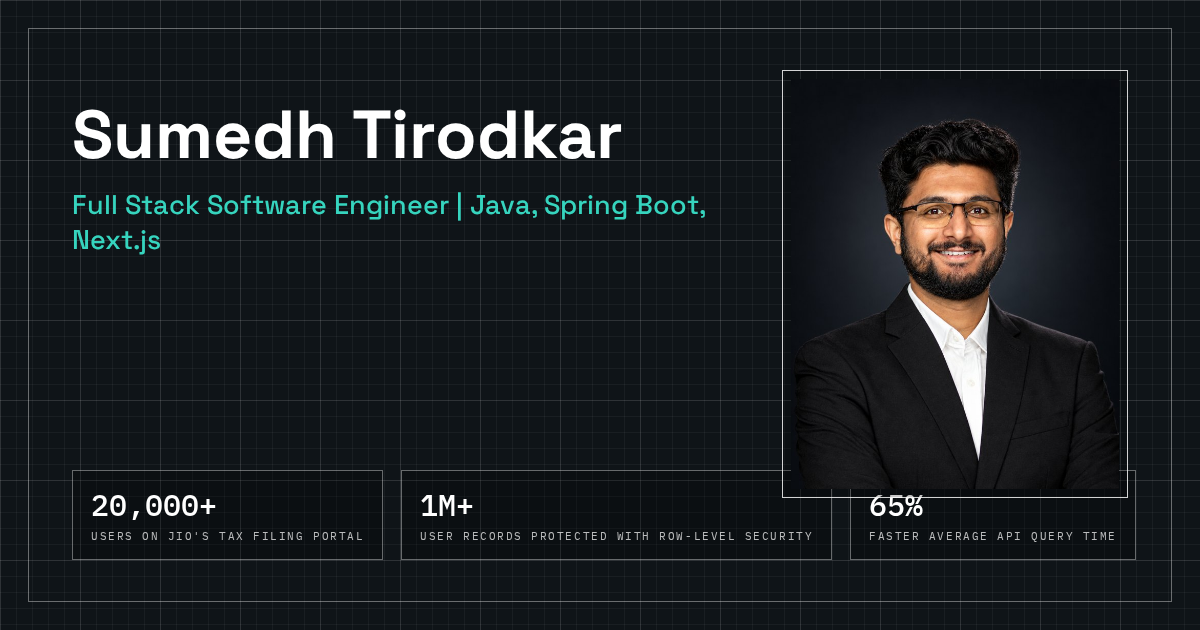 Sumedh Tirodkar
Full Stack Software Engineer | Java, Spring Boot,
Next.js
20,000+
USERS ON JIO'S TAX FILING PORTAL
1M+
USER RECORDS PROTECTED WITH ROW-LEVEL SECURITY
65%
FASTER AVERAGE API QUERY TIME